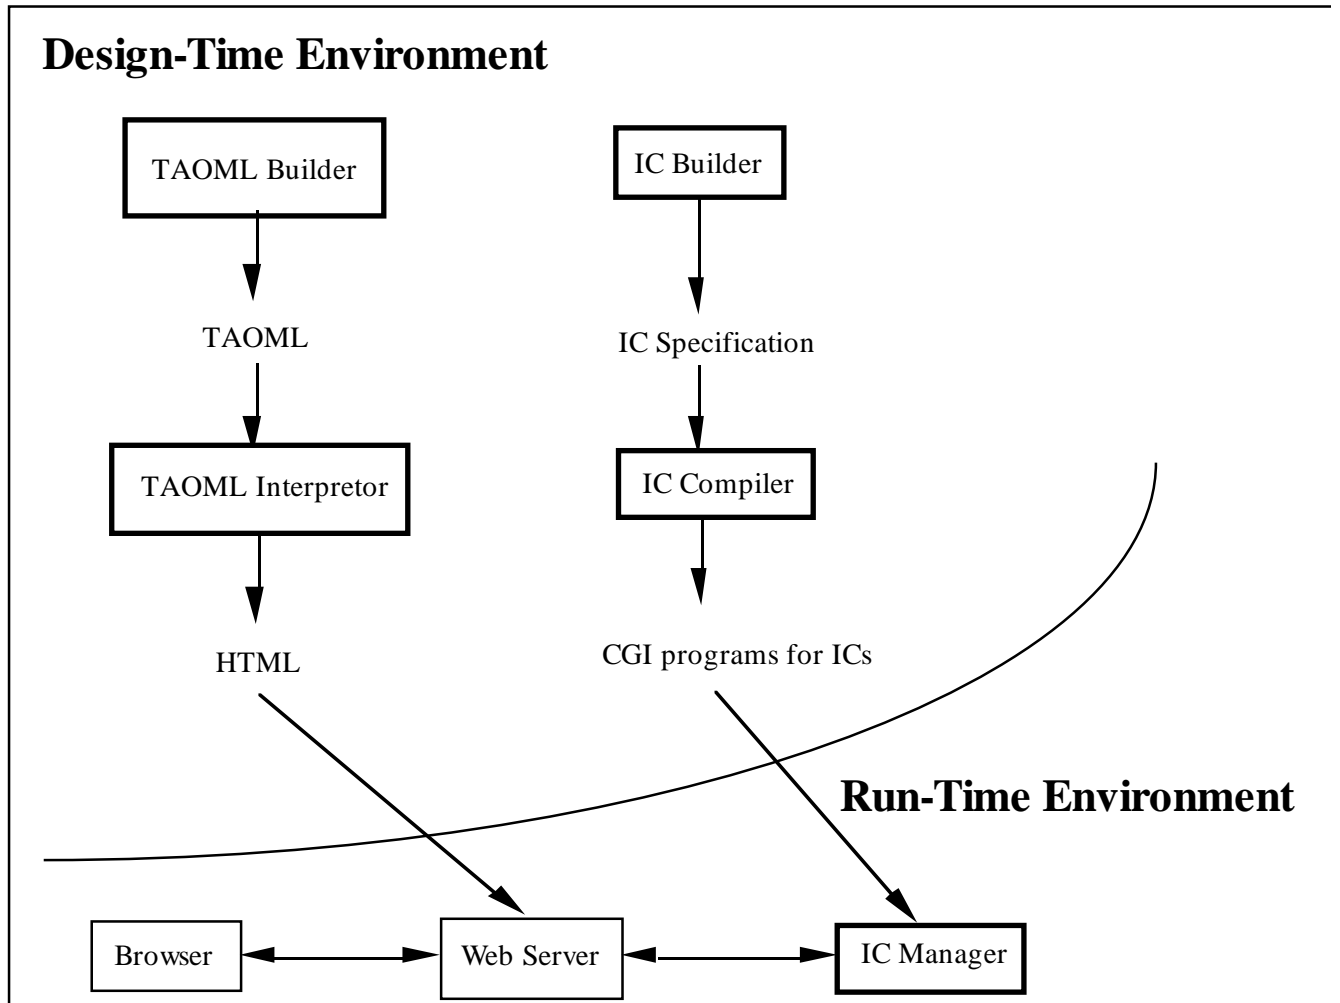 Design-Time Environment
TAOML Builder
IC Builder
TAOML
IC Specification
TAOML Interpretor
IC Compiler
HTML
CGI programs for ICs
Run-Time Environment
Browser
Web Server
IC Manager